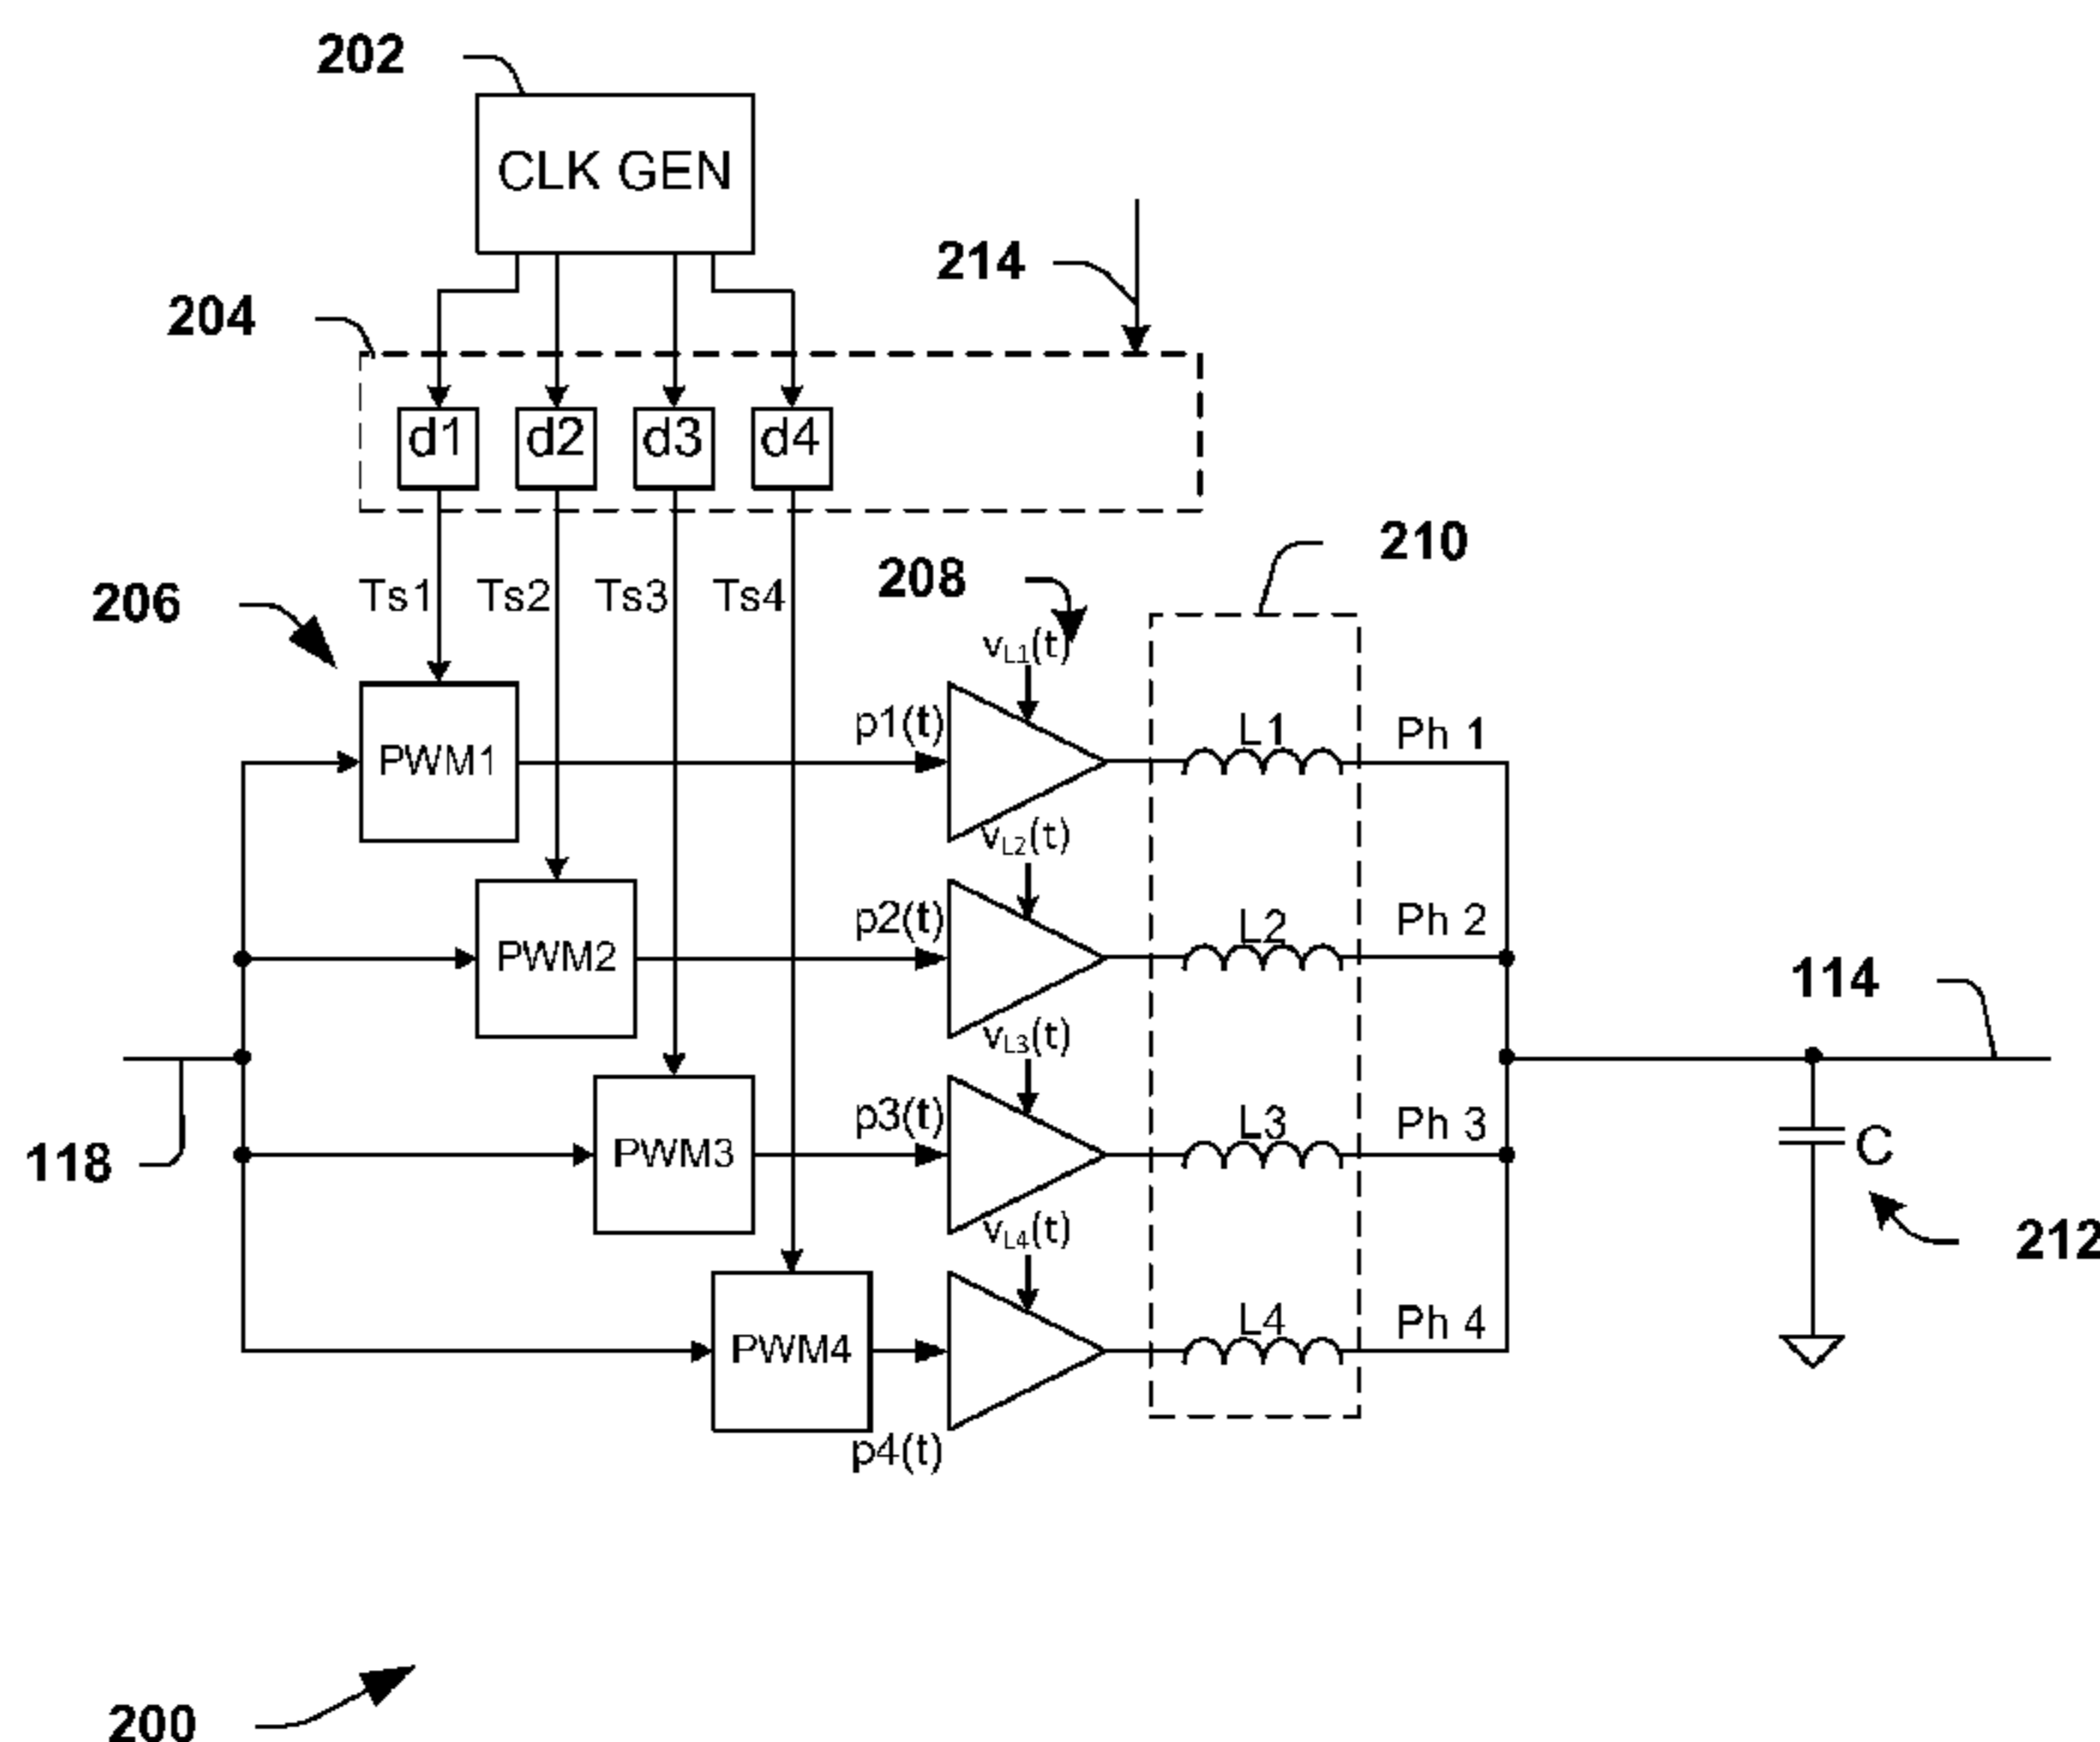 202
CLK GEN
214
204
d1 d2 d3 d4
210
208
206
Ts1 Ts2 Ts3 Ts4
vL1(t)
p1(t) L1 Ph 1
PWM1
vL2(t)
p2(t) L2 Ph 2
PWM2
114
vL3(t)
p3(t) L3 Ph 3
118 PWM3 C
vL4(t)
212
L4 Ph 4
PWM4
p4(t)
200